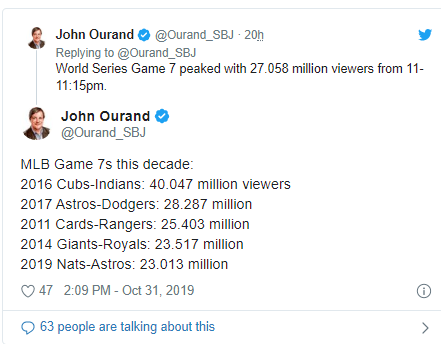 John Ourand @Ourand_SBJ · 20h
Replying to @Ourand_SBJ
World Series Game 7 peaked with 27.058 million viewers from 11-
11:15pm.
John Ourand
@Ourand_SBJ
MLB Game 7s this decade:
2016 Cubs-Indians: 40.047 million viewers
2017 Astros-Dodgers: 28.287 million
2011 Cards-Rangers: 25.403 million
2014 Giants-Royals: 23.517 million
2019 Nats-Astros: 23.013 million
47 2:09 PM - Oct 31, 2019
63 people are talking about this